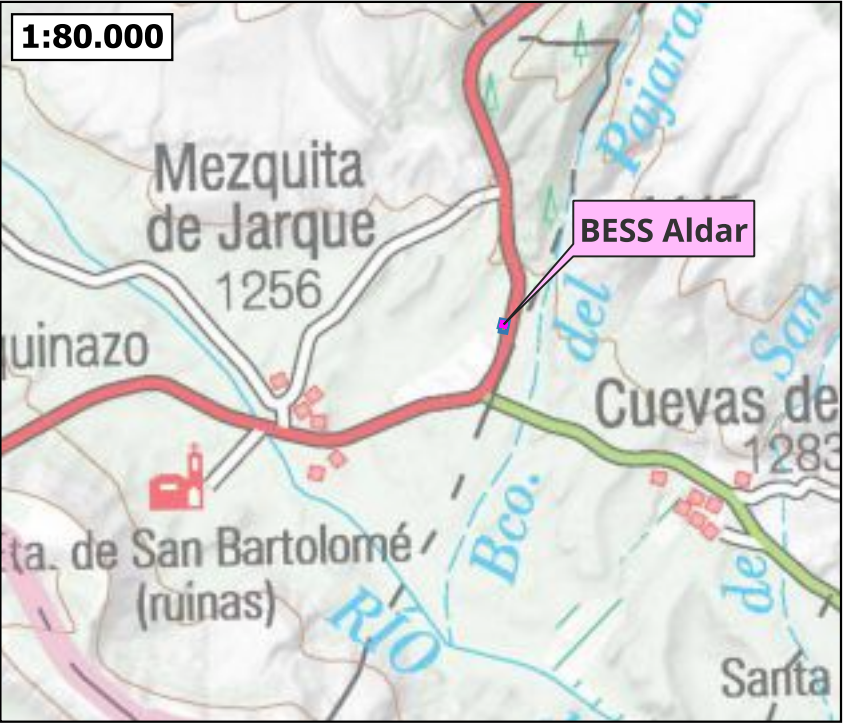 1:80.000
Pajara
Mezquita
de Jarque
1256
BESS Aldar
del
San
quinazo
Cuevas de
1283
Bco.
Eta. de San Bartolomé
(ruinas)
RÍO
de
Santa